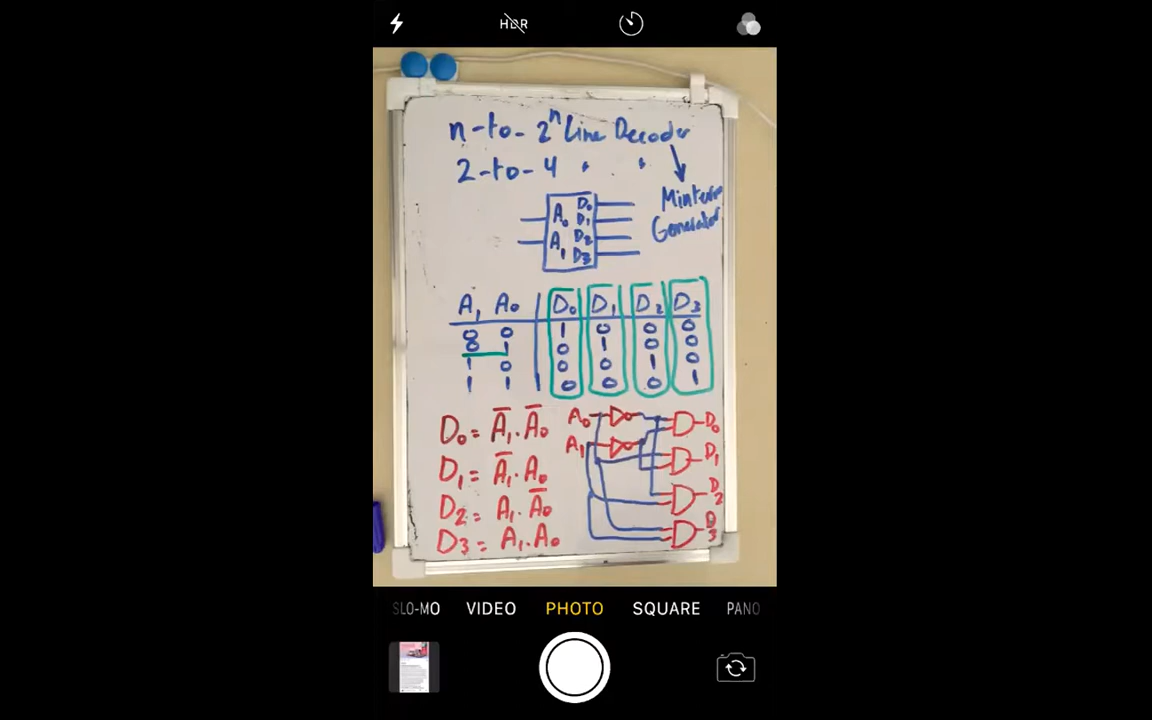 HDR
n-to-2ⁿ Line Decoder
2-to-4 " "
Minterm
Generator
A₀ D₀
D₁
A₁ D₂
D₃
A₁ A₀ D₀ D₁ D₂ D₃
0 0 1 0 0 0
0 1 0 1 0 0
1 0 0 0 1 0
1 1 0 0 0 1
D₀ = A̅₁ . A̅₀
D₁ = A̅₁ . A₀
D₂ = A₁ . A̅₀
D₃ = A₁ . A₀
A₀ D₀
A₁ D₁
D₂
D₃
SLO-MO VIDEO PHOTO SQUARE PANO